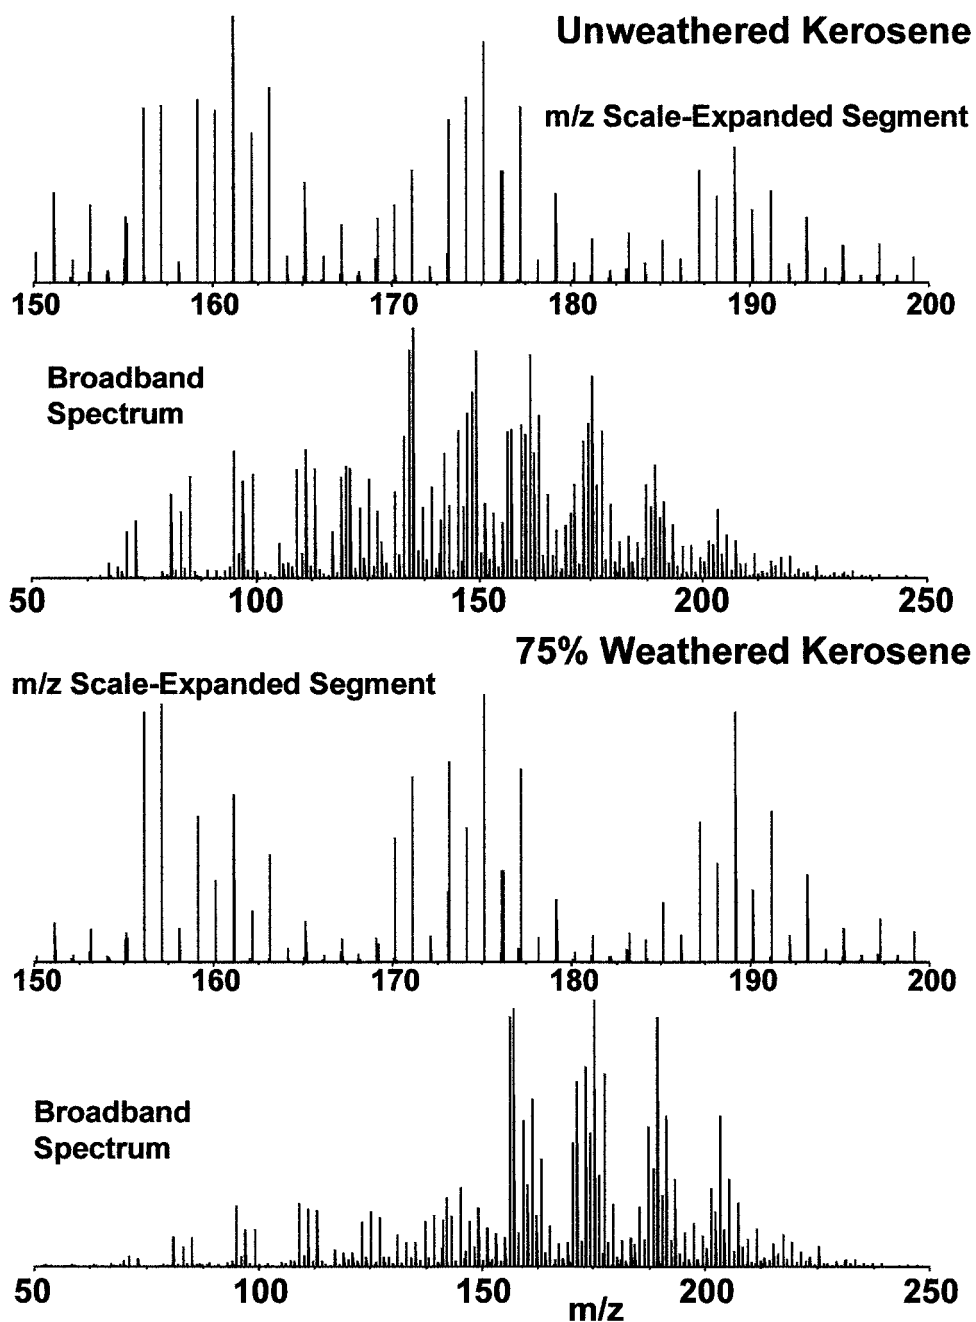 Unweathered Kerosene
m/z Scale-Expanded Segment
150 160 170 180 190 200
Broadband
Spectrum
50 100 150 200 250
75% Weathered Kerosene
m/z Scale-Expanded Segment
150 160 170 180 190 200
Broadband
Spectrum
50 100 150 200 250
m/z